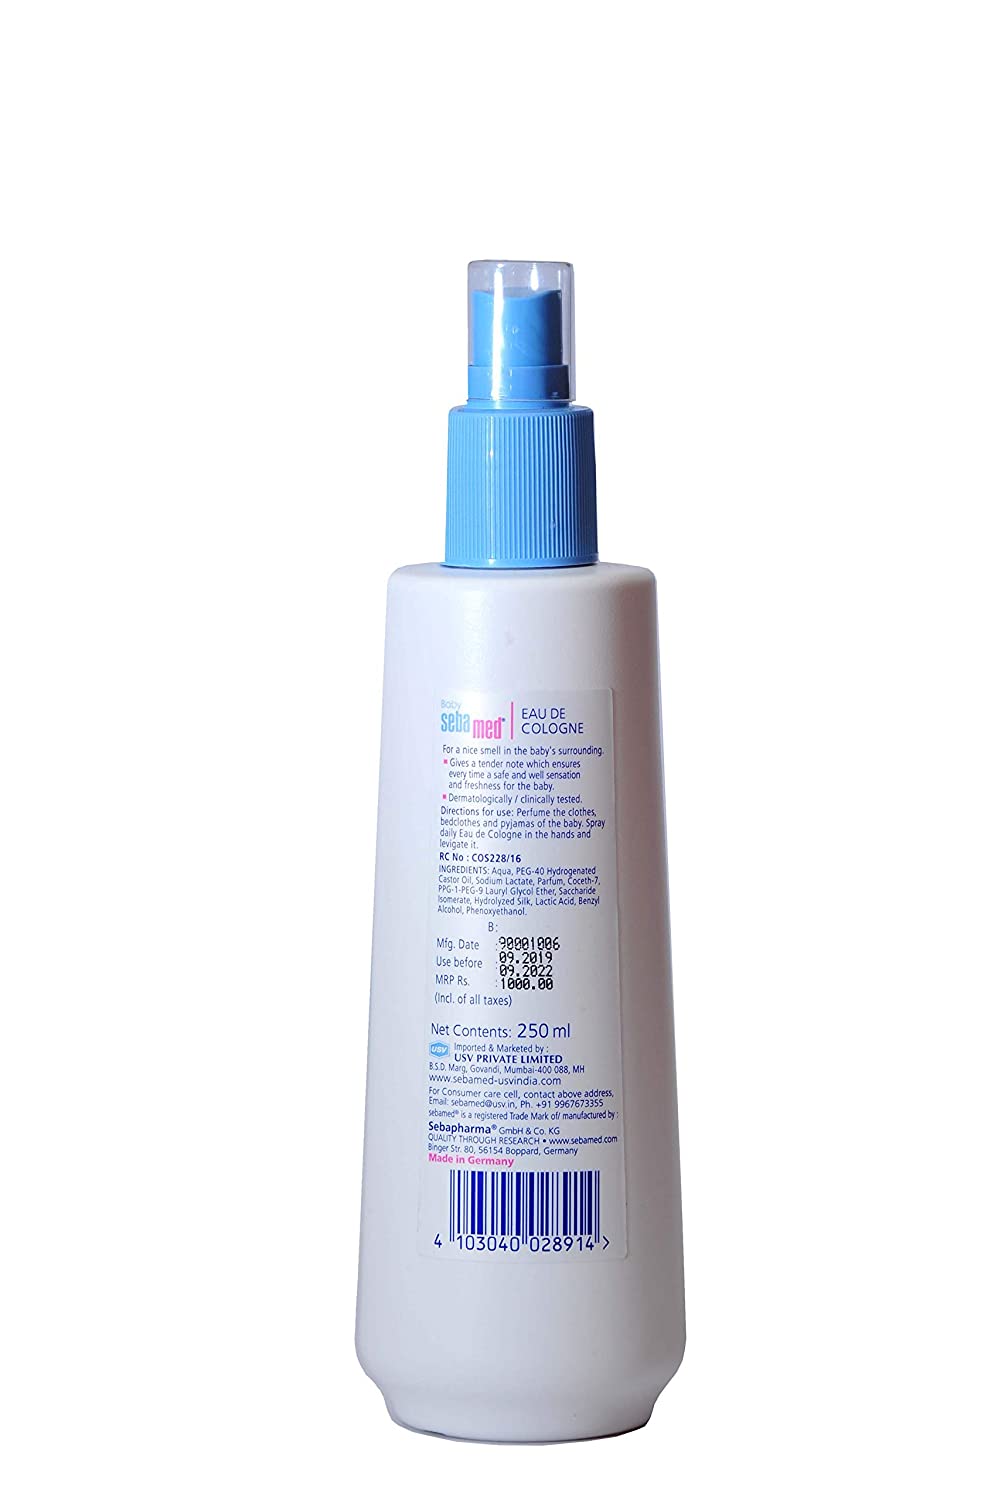 Baby
sebamed® | EAU DE COLOGNE
For a nice smell in the baby's surrounding.
Gives a tender note which ensures
every time a safe and well sensation
and freshness for the baby.
Dermatologically / clinically tested.
Directions for use: Perfume the clothes,
bedclothes and pyjamas of the baby. Spray
daily Eau de Cologne in the hands and
levigate it.
RC No : COS228/16
INGREDIENTS: Aqua, PEG-40 Hydrogenated
Castor Oil, Sodium Lactate, Parfum, Coceth-7,
PPG-1-PEG-9 Lauryl Glycol Ether, Saccharide
Isomerate, Hydrolyzed Silk, Lactic Acid, Benzyl
Alcohol, Phenoxyethanol.
B: 90001006
Mfg. Date : 09.2019
Use before : 09.2022
MRP Rs. : 1000.00
(Incl. of all taxes)
Net Contents: 250 ml
USV Imported & Marketed by :
USV PRIVATE LIMITED
B.S.D. Marg, Govandi, Mumbai-400 088, MH
www.sebamed-usvindia.com
For Consumer care cell, contact above address,
Email: sebamed@usv.in, Ph. +91 9967673355
sebamed® is a registered Trade Mark of/ manufactured by :
Sebapharma® GmbH & Co. KG
QUALITY THROUGH RESEARCH • www.sebamed.com
Binger Str. 80, 56154 Boppard, Germany
Made in Germany
4 103040 028914 >